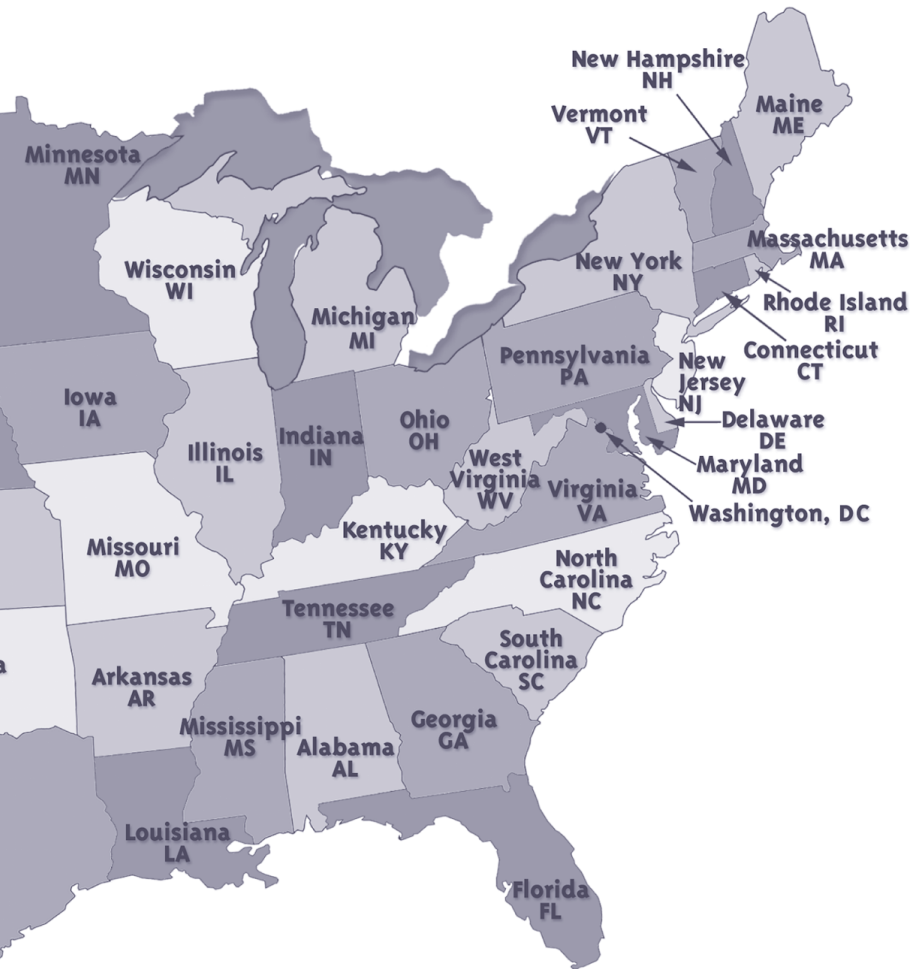 New Hampshire
NH
Maine
ME
Vermont
VT
Minnesota
MN
Massachusetts
MA
Wisconsin
WI
New York
NY
Rhode Island
RI
Michigan
MI
Connecticut
CT
Pennsylvania
PA
New
Jersey
NJ
Iowa
IA
Ohio
OH
Delaware
DE
Illinois
IL
Indiana
IN
West
Virginia
WV
Maryland
MD
Virginia
VA
Washington, DC
Missouri
MO
Kentucky
KY
North
Carolina
NC
Tennessee
TN
South
Carolina
SC
a
Arkansas
AR
Mississippi
MS
Alabama
AL
Georgia
GA
Louisiana
LA
Florida
FL